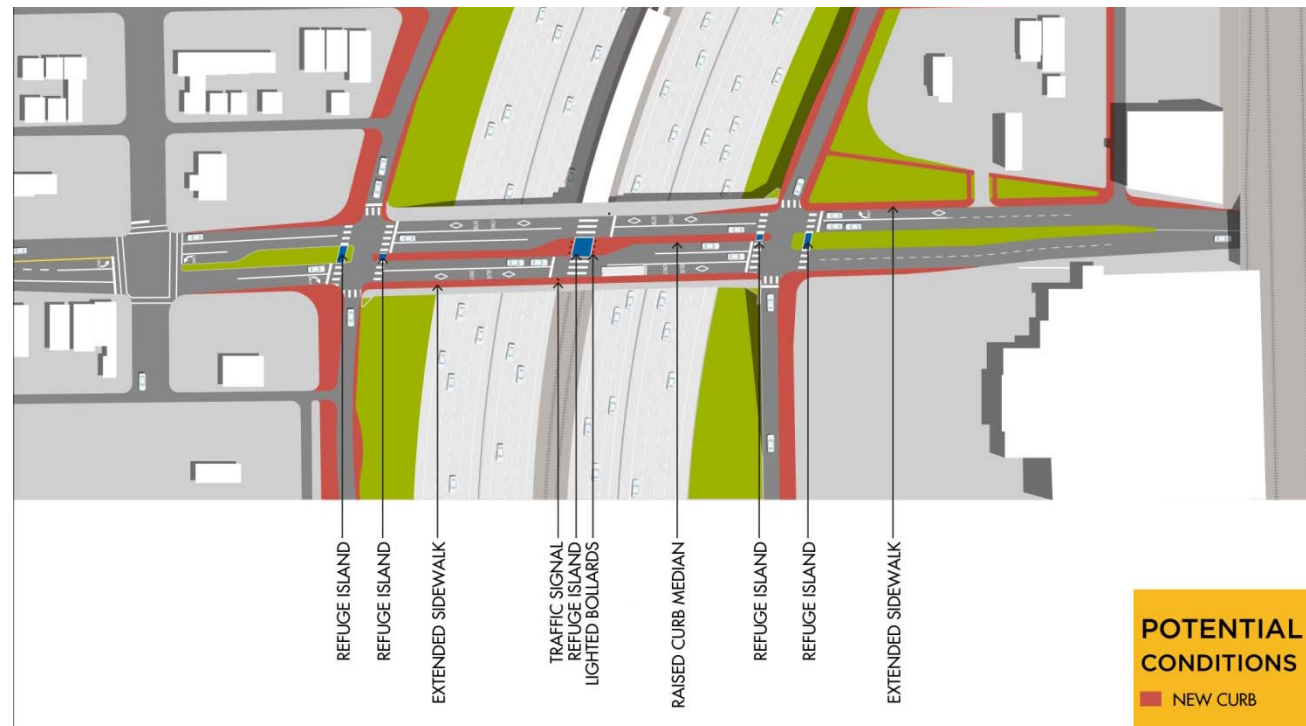 REFUGE ISLAND
REFUGE ISLAND
EXTENDED SIDEWALK
TRAFFIC SIGNAL
REFUGE ISLAND
LIGHTED BOLLARDS
RAISED CURB MEDIAN
REFUGE ISLAND
REFUGE ISLAND
EXTENDED SIDEWALK
POTENTIAL
CONDITIONS
NEW CURB